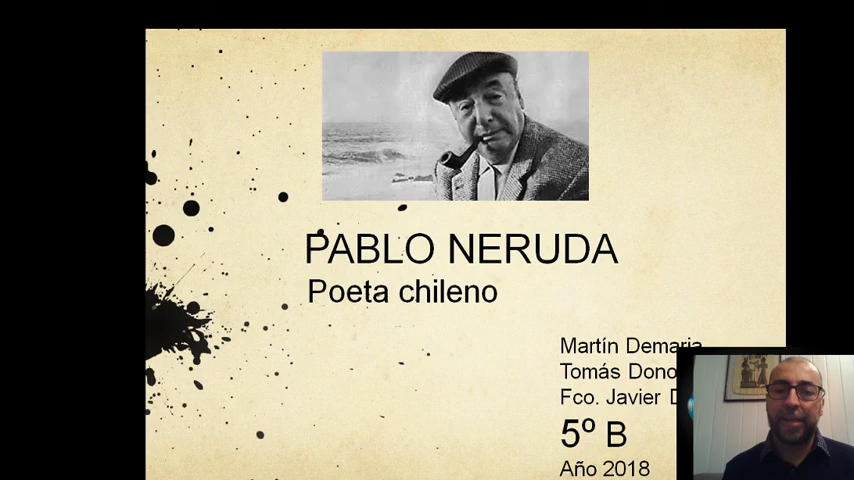 PABLO NERUDA
Poeta chileno
Martín Demaria
Tomás Dono
Fco. Javier D
5º B
Año 2018